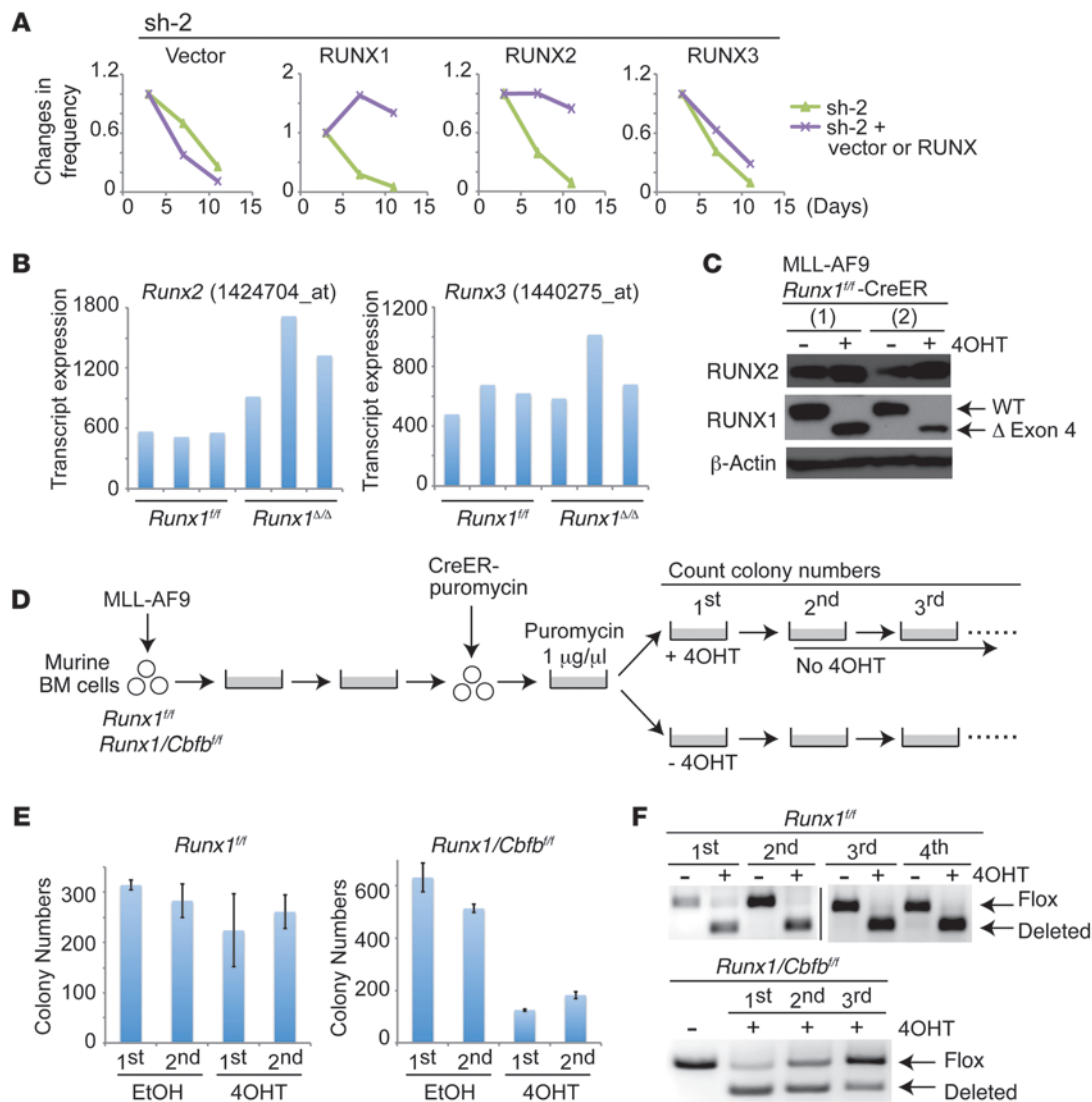 A
sh-2
Vector RUNX1 RUNX2 RUNX3
Changes in frequency
1.2 0.6 0
2 1 0
1.2 0.6 0
1.2 0.6 0
0 5 10 15 0 5 10 15 0 5 10 15 0 5 10 15 (Days)
sh-2
sh-2 +
vector or RUNX
B
Runx2 (1424704_at)
Transcript expression
1800
1200
600
0
Runx1f/f Runx1Δ/Δ
Runx3 (1440275_at)
Transcript expression
1200
800
400
0
Runx1f/f Runx1Δ/Δ
C
MLL-AF9
Runx1f/f-CreER
(1) (2)
- + - + 4OHT
RUNX2
RUNX1
WT
Δ Exon 4
β-Actin
D
MLL-AF9
Murine
BM cells
Runx1f/f
Runx1/Cbfbf/f
CreER-
puromycin
Puromycin
1 μg/μl
Count colony numbers
1st 2nd 3rd
+ 4OHT
No 4OHT
- 4OHT
E
Runx1f/f
Colony Numbers
300
200
100
0
1st 2nd 1st 2nd
EtOH 4OHT
Runx1/Cbfbf/f
Colony Numbers
600
400
200
0
1st 2nd 1st 2nd
EtOH 4OHT
F
Runx1f/f
1st 2nd 3rd 4th
- + - + - + - + 4OHT
Flox
Deleted
Runx1/Cbfbf/f
1st 2nd 3rd
- + + + 4OHT
Flox
Deleted